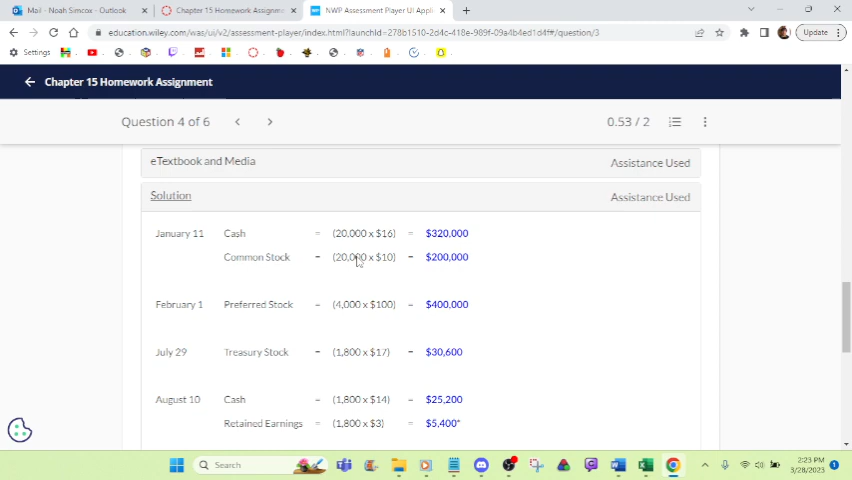 Mail - Noah Simcox - Outlook
Chapter 15 Homework Assignm
NWP Assessment Player UI Appli
education.wiley.com/was/ui/v2/assessment-player/index.html?launchId=278b1510-2d4c-418e-989f-09a4b4ed1d4f#/question/3
Update
Settings
Chapter 15 Homework Assignment
Question 4 of 6
0.53 / 2
eTextbook and Media
Assistance Used
Solution
Assistance Used
January 11 Cash = (20,000 x $16) = $320,000
Common Stock = (20,000 x $10) = $200,000
February 1 Preferred Stock = (4,000 x $100) = $400,000
July 29 Treasury Stock = (1,800 x $17) = $30,600
August 10 Cash = (1,800 x $14) = $25,200
Retained Earnings = (1,800 x $3) = $5,400*
Search
2:23 PM
3/28/2023